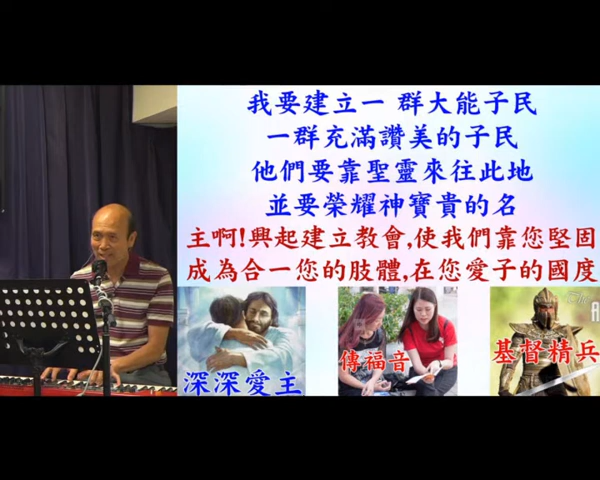 我要建立一 群大能子民
一群充滿讚美的子民
他們要靠聖靈來往此地
並要榮耀神寶貴的名
主啊!興起建立教會,使我們靠您堅固
成為合一您的肢體,在您愛子的國度
深深愛主
傳福音
基督精兵
The